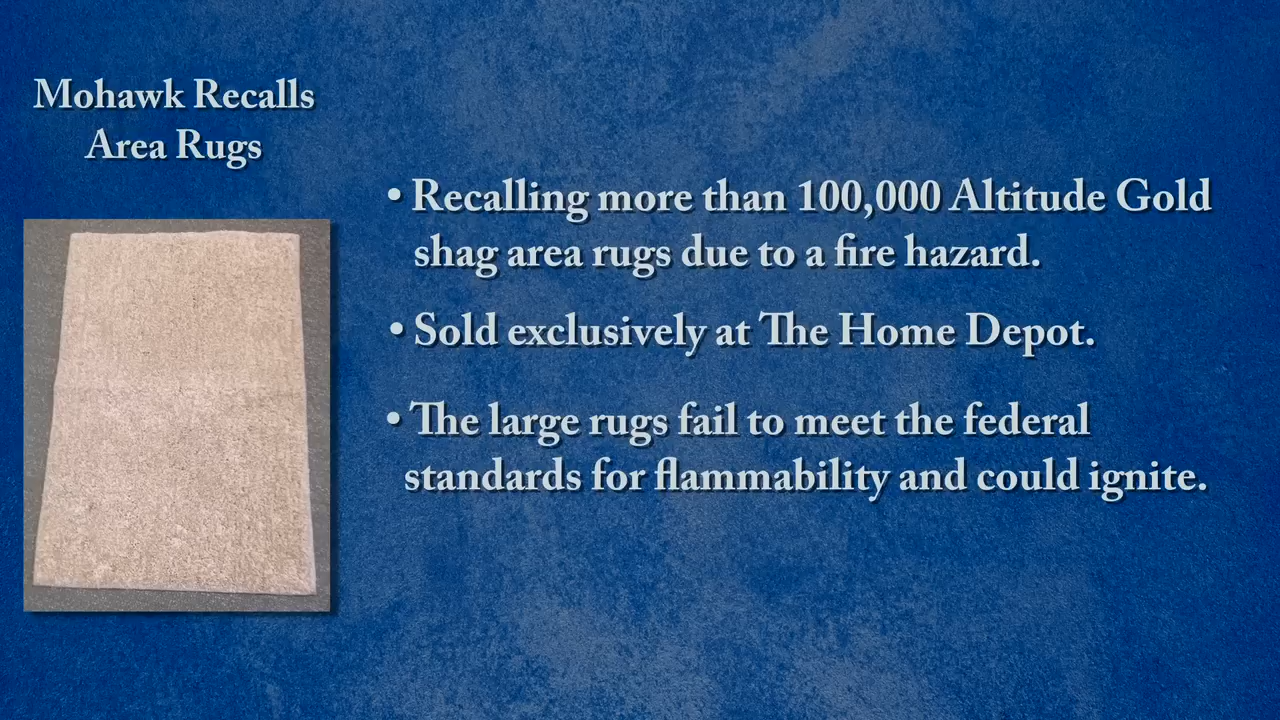 Mohawk Recalls
Area Rugs
• Recalling more than 100,000 Altitude Gold
shag area rugs due to a fire hazard.
• Sold exclusively at The Home Depot.
• The large rugs fail to meet the federal
standards for flammability and could ignite.